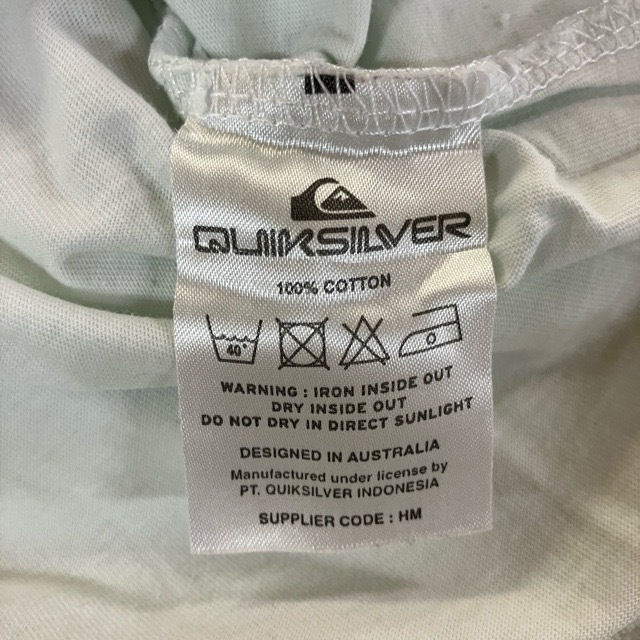 QUIKSILVER
100% COTTON
40°
WARNING : IRON INSIDE OUT
DRY INSIDE OUT
DO NOT DRY IN DIRECT SUNLIGHT
DESIGNED IN AUSTRALIA
Manufactured under license by
PT. QUIKSILVER INDONESIA
SUPPLIER CODE : HM